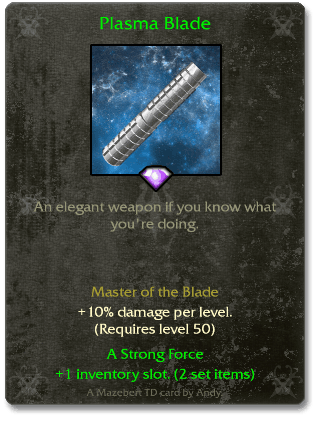 Plasma Blade
An elegant weapon if you know what
you're doing.
Master of the Blade
+10% damage per level.
(Requires level 50)
A Strong Force
+1 inventory slot. (2 set items)
A Mazebert TD card by Andy